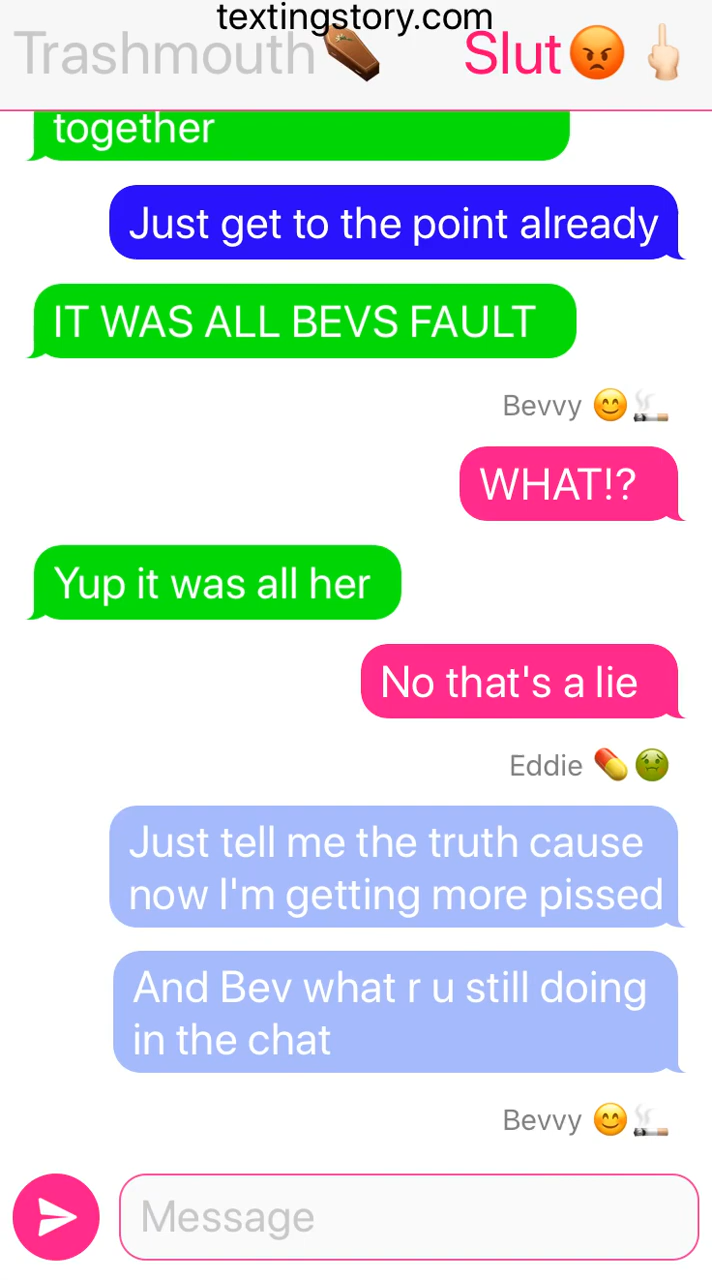 textingstory.com
Trashmouth⚰️ Slut😡🖕🏻
together
Just get to the point already
IT WAS ALL BEVS FAULT
Bevvy 😊🚬
WHAT!?
Yup it was all her
No that's a lie
Eddie 💊🤢
Just tell me the truth cause
now I'm getting more pissed
And Bev what r u still doing
in the chat
Bevvy 😊🚬
Message